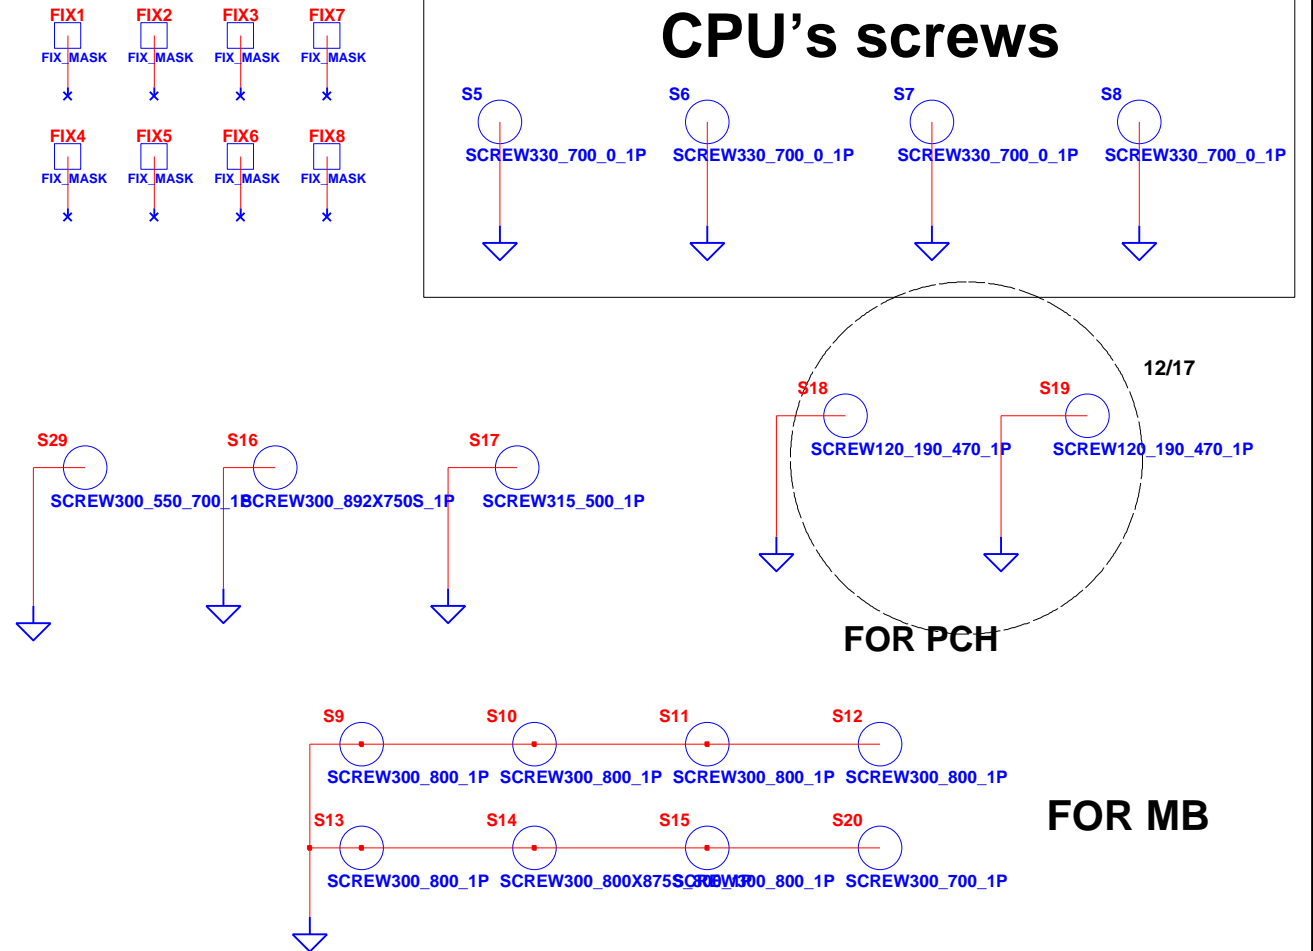 FIX1 FIX2 FIX3 FIX7
FIX_MASK FIX_MASK FIX_MASK FIX_MASK
FIX4 FIX5 FIX6 FIX8
FIX_MASK FIX_MASK FIX_MASK FIX_MASK
CPU's screws
S5 S6 S7 S8
SCREW330_700_0_1P SCREW330_700_0_1P SCREW330_700_0_1P SCREW330_700_0_1P
12/17
S18 S19
SCREW120_190_470_1P SCREW120_190_470_1P
S29 S16 S17
SCREW300_550_700_1P SCREW300_892X750S_1P SCREW315_500_1P
FOR PCH
S9 S10 S11 S12
SCREW300_800_1P SCREW300_800_1P SCREW300_800_1P SCREW300_800_1P
FOR MB
S13 S14 S15 S20
SCREW300_800_1P SCREW300_800X875S_800_1P SCREW300_800_1P SCREW300_700_1P